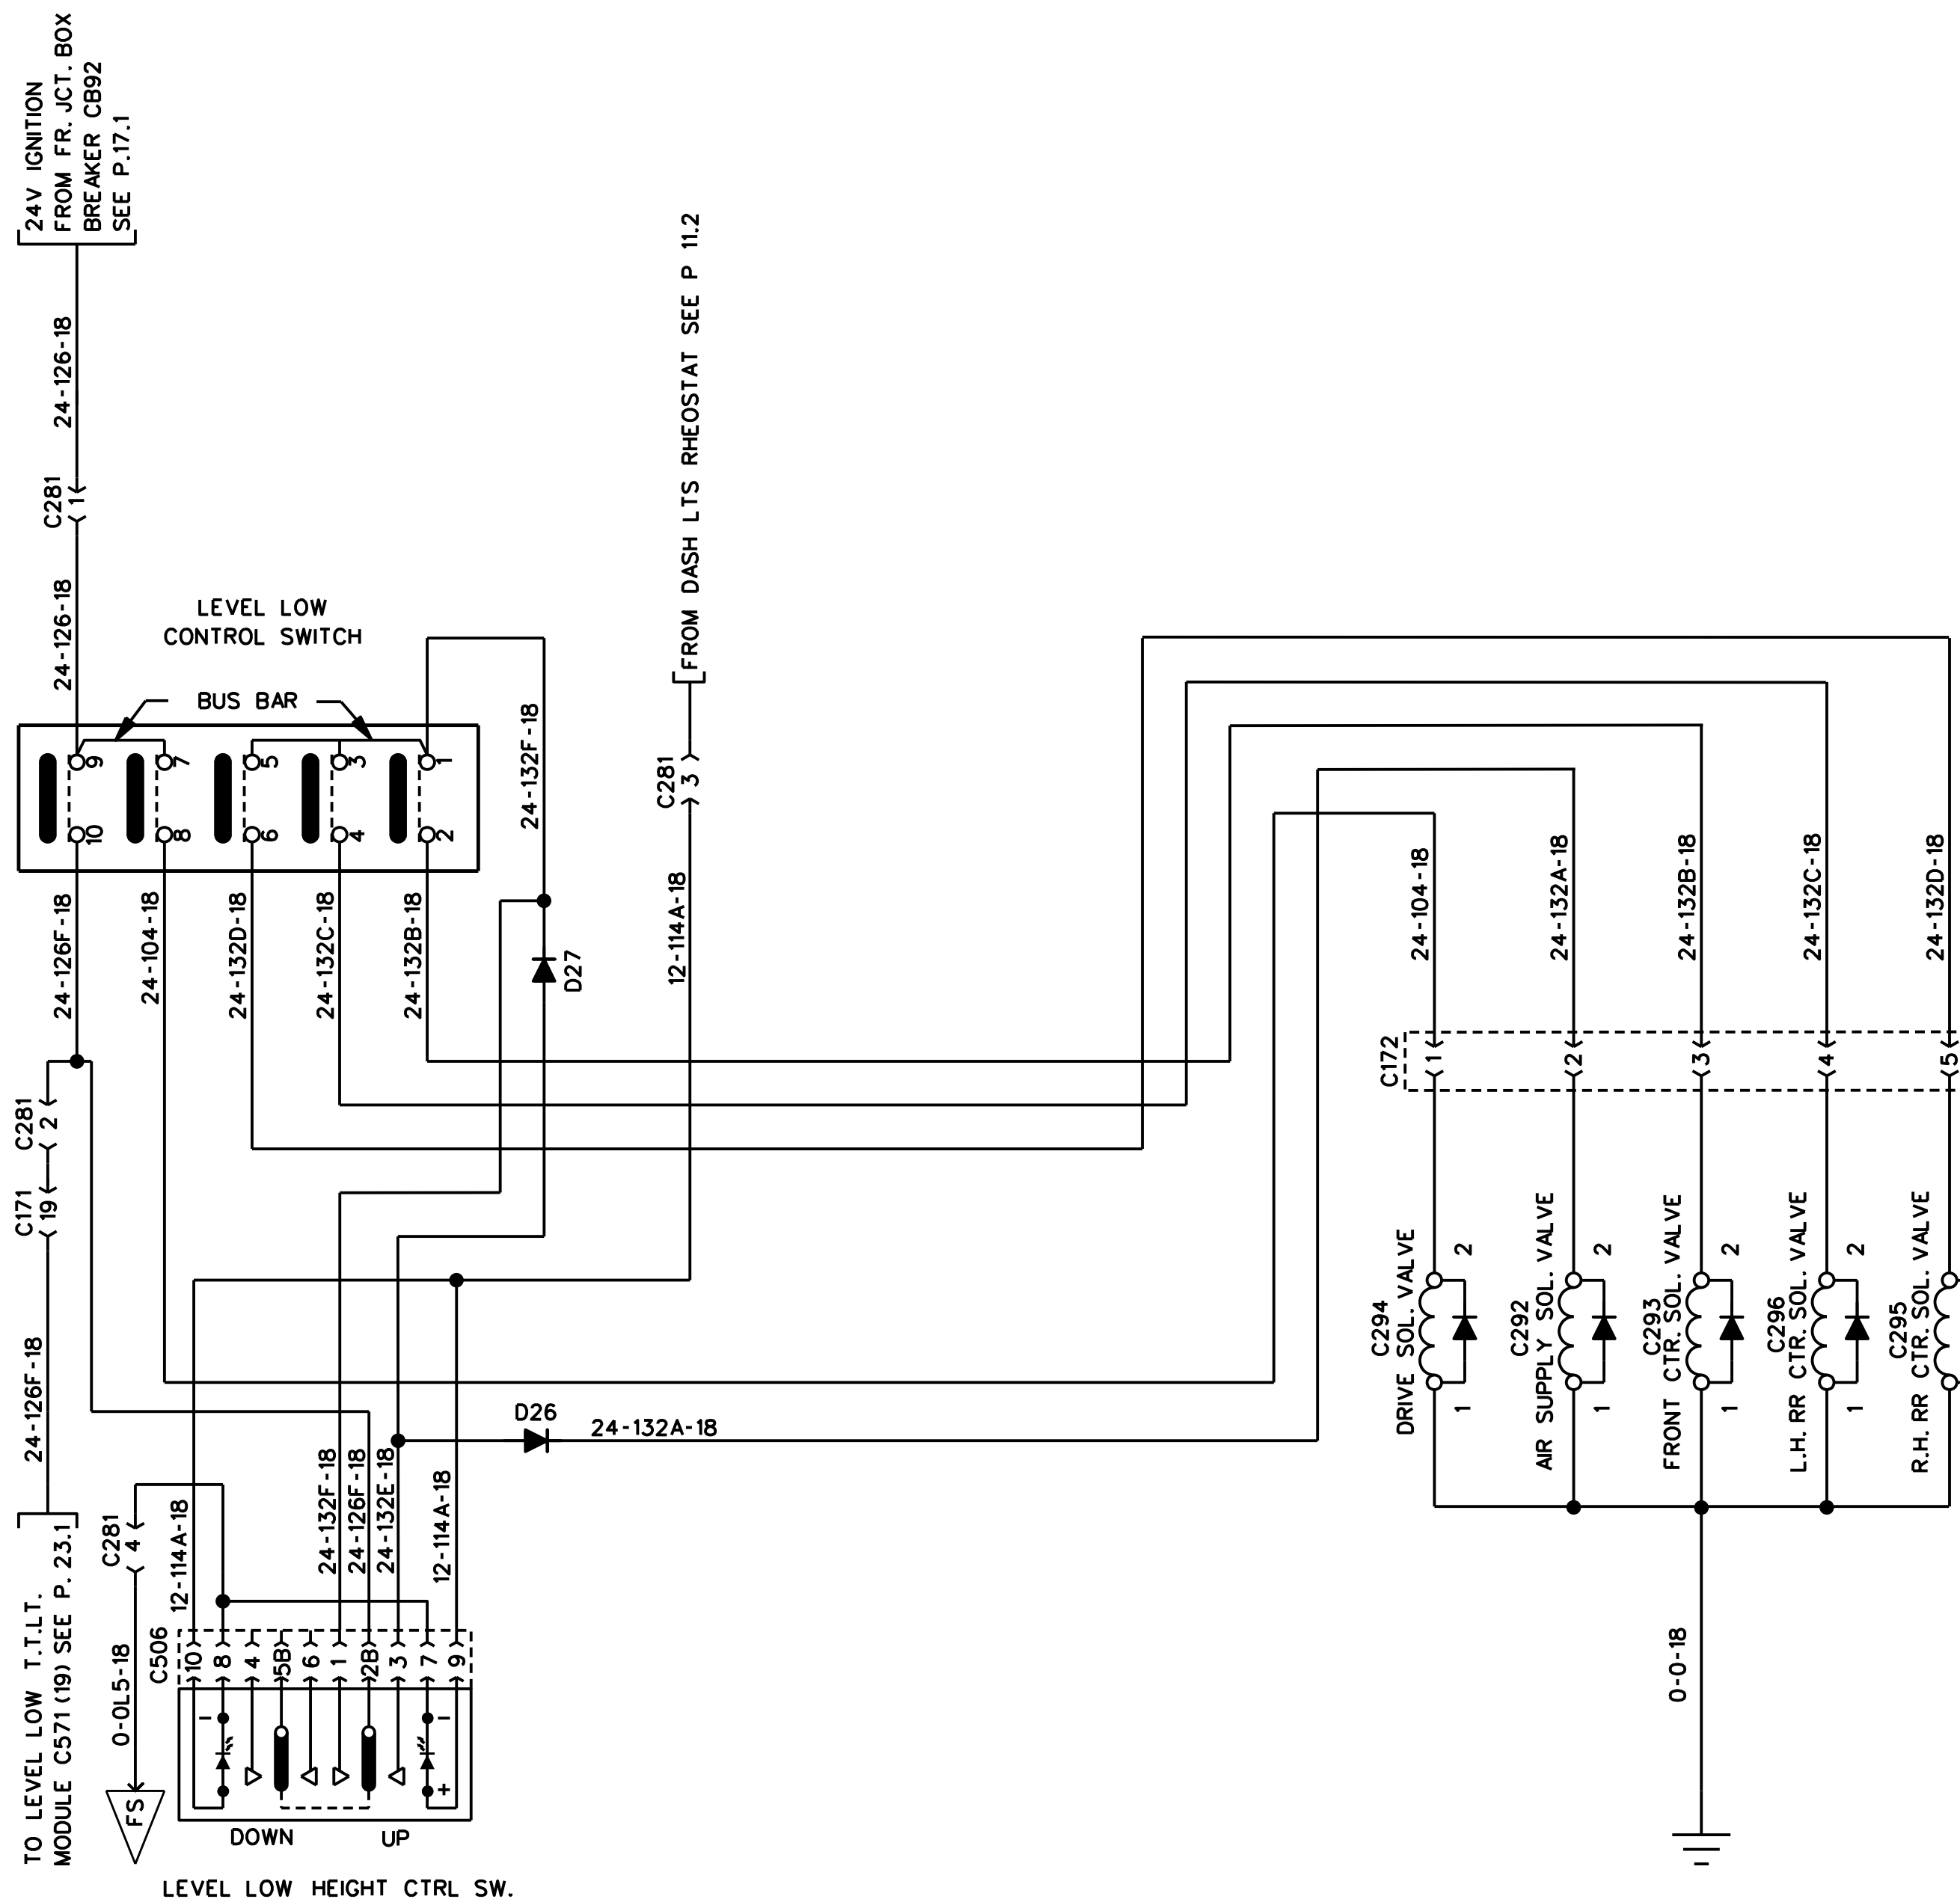 24V IGNITION
FROM FR. JCT. BOX
BREAKER CB92
SEE P.17.1
24-126-18
C281
1
24-126-18
FROM DASH LTS RHEOSTAT SEE P 11.2
LEVEL LOW
CONTROL SWITCH
BUS BAR
9
7
5
3
1
10
8
6
4
2
24-132F-18
C281
3
12-114A-18
24-126F-18
24-104-18
24-132D-18
24-132C-18
24-132B-18
D27
24-104-18
24-132A-18
24-132B-18
24-132C-18
24-132D-18
C172
1
2
3
4
5
C281
2
C171
19
24-126F-18
C294
DRIVE SOL. VALVE
2
1
C292
AIR SUPPLY SOL. VALVE
2
1
C293
FRONT CTR. SOL. VALVE
2
1
C296
L.H. RR CTR. SOL. VALVE
2
1
C295
R.H. RR CTR. SOL. VALVE
D26
24-132A-18
TO LEVEL LOW T.T.LT.
MODULE C571 (19) SEE P. 23.1
C281
4
0-0L5-18
FS
12-114A-18
24-132F-18
24-126F-18
24-132E-18
12-114A-18
C506
10
8
4
5B
6
1
2B
3
7
9
-
-
+
DOWN
UP
LEVEL LOW HEIGHT CTRL SW.
0-0-18